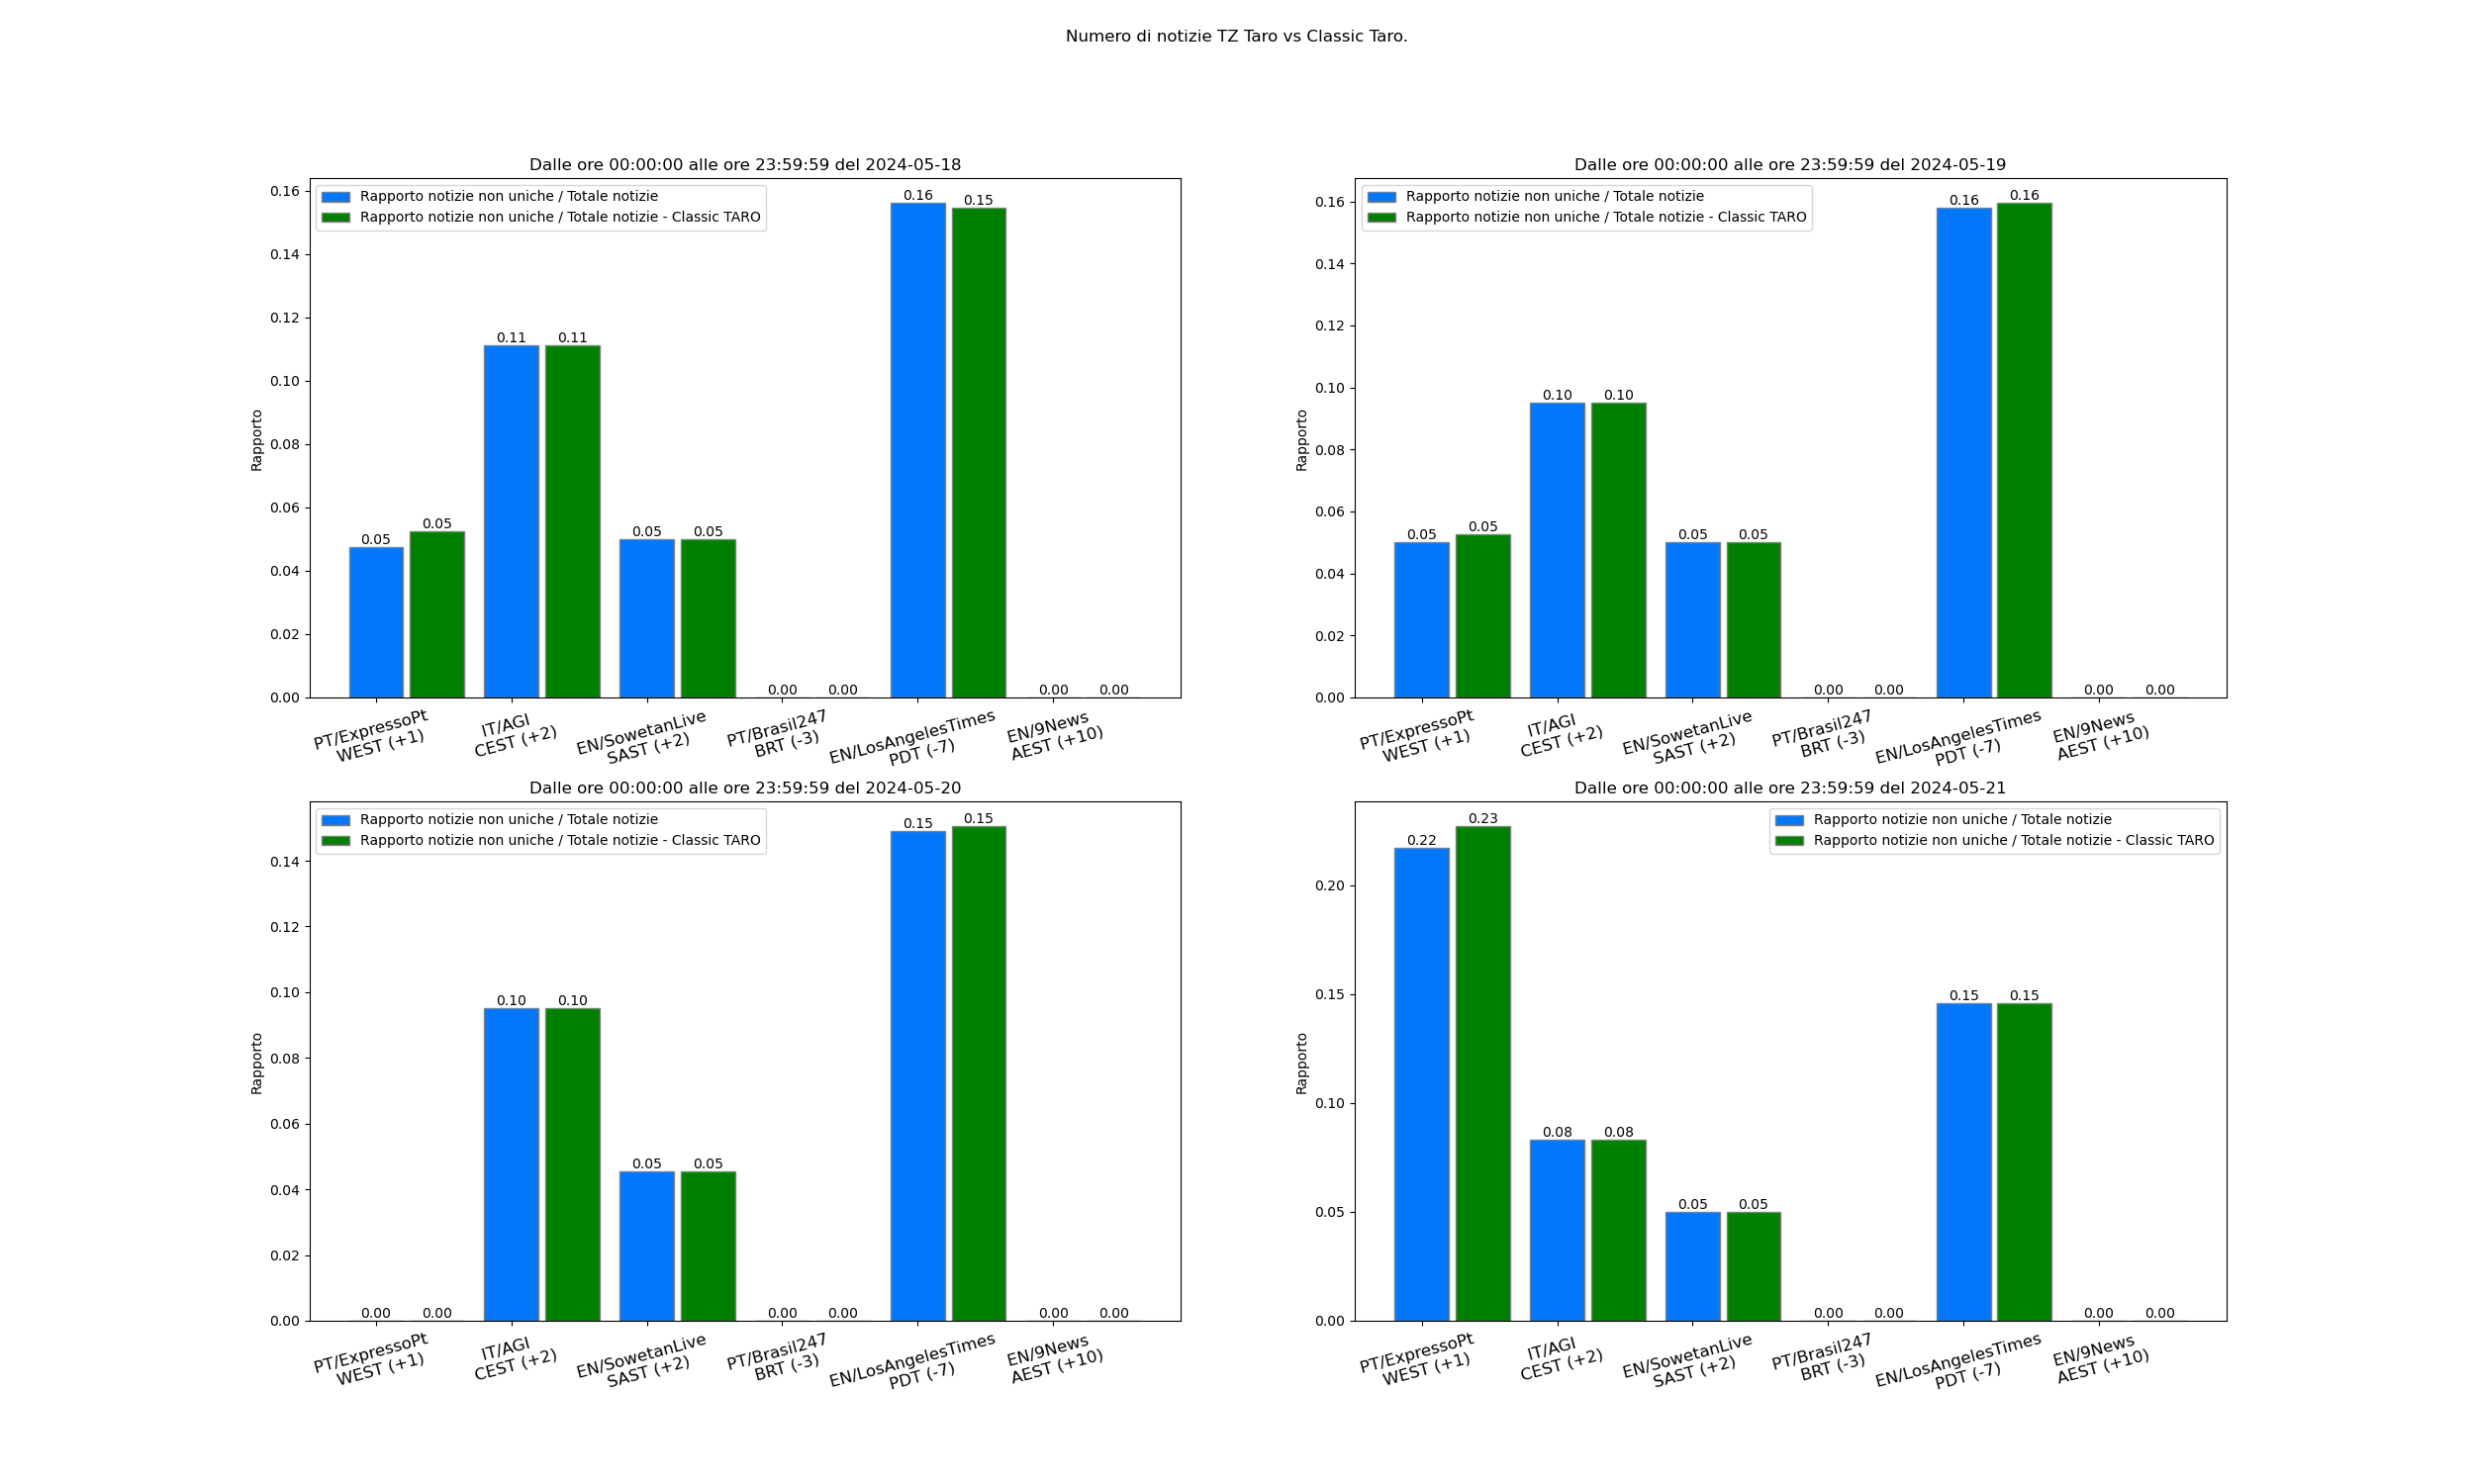 Numero di notizie TZ Taro vs Classic Taro.
Dalle ore 00:00:00 alle ore 23:59:59 del 2024-05-18
Rapporto notizie non uniche / Totale notizie
Rapporto notizie non uniche / Totale notizie - Classic TARO
Rapporto
0.16
0.14
0.12
0.10
0.08
0.06
0.04
0.02
0.00
0.05
0.05
0.11
0.11
0.05
0.05
0.00
0.00
0.16
0.15
0.00
0.00
PT/ExpressoPt
WEST (+1)
IT/AGI
CEST (+2)
EN/SowetanLive
SAST (+2)
PT/Brasil247
BRT (-3)
EN/LosAngelesTimes
PDT (-7)
EN/9News
AEST (+10)
Dalle ore 00:00:00 alle ore 23:59:59 del 2024-05-19
Rapporto notizie non uniche / Totale notizie
Rapporto notizie non uniche / Totale notizie - Classic TARO
Rapporto
0.16
0.14
0.12
0.10
0.08
0.06
0.04
0.02
0.00
0.05
0.05
0.10
0.10
0.05
0.05
0.00
0.00
0.16
0.16
0.00
0.00
PT/ExpressoPt
WEST (+1)
IT/AGI
CEST (+2)
EN/SowetanLive
SAST (+2)
PT/Brasil247
BRT (-3)
EN/LosAngelesTimes
PDT (-7)
EN/9News
AEST (+10)
Dalle ore 00:00:00 alle ore 23:59:59 del 2024-05-20
Rapporto notizie non uniche / Totale notizie
Rapporto notizie non uniche / Totale notizie - Classic TARO
Rapporto
0.14
0.12
0.10
0.08
0.06
0.04
0.02
0.00
0.00
0.00
0.10
0.10
0.05
0.05
0.00
0.00
0.15
0.15
0.00
0.00
PT/ExpressoPt
WEST (+1)
IT/AGI
CEST (+2)
EN/SowetanLive
SAST (+2)
PT/Brasil247
BRT (-3)
EN/LosAngelesTimes
PDT (-7)
EN/9News
AEST (+10)
Dalle ore 00:00:00 alle ore 23:59:59 del 2024-05-21
Rapporto notizie non uniche / Totale notizie
Rapporto notizie non uniche / Totale notizie - Classic TARO
Rapporto
0.20
0.15
0.10
0.05
0.00
0.22
0.23
0.08
0.08
0.05
0.05
0.00
0.00
0.15
0.15
0.00
0.00
PT/ExpressoPt
WEST (+1)
IT/AGI
CEST (+2)
EN/SowetanLive
SAST (+2)
PT/Brasil247
BRT (-3)
EN/LosAngelesTimes
PDT (-7)
EN/9News
AEST (+10)